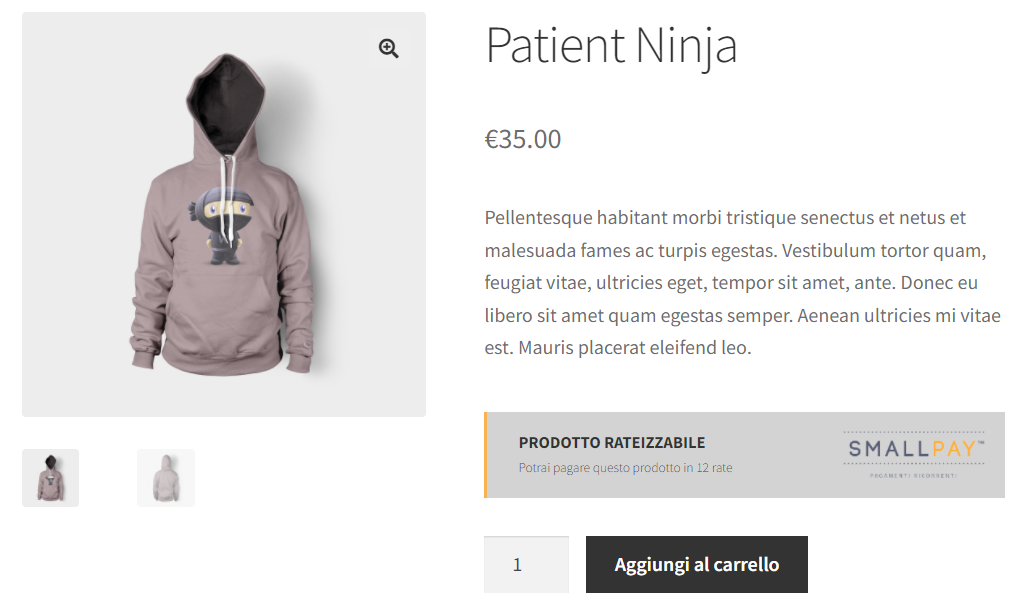 Patient Ninja
€35.00
Pellentesque habitant morbi tristique senectus et netus et
malesuada fames ac turpis egestas. Vestibulum tortor quam,
feugiat vitae, ultricies eget, tempor sit amet, ante. Donec eu
libero sit amet quam egestas semper. Aenean ultricies mi vitae
est. Mauris placerat eleifend leo.
PRODOTTO RATEIZZABILE
Potrai pagare questo prodotto in 12 rate
SMALLPAY™
PAGAMENTI RICORRENTI
1
Aggiungi al carrello